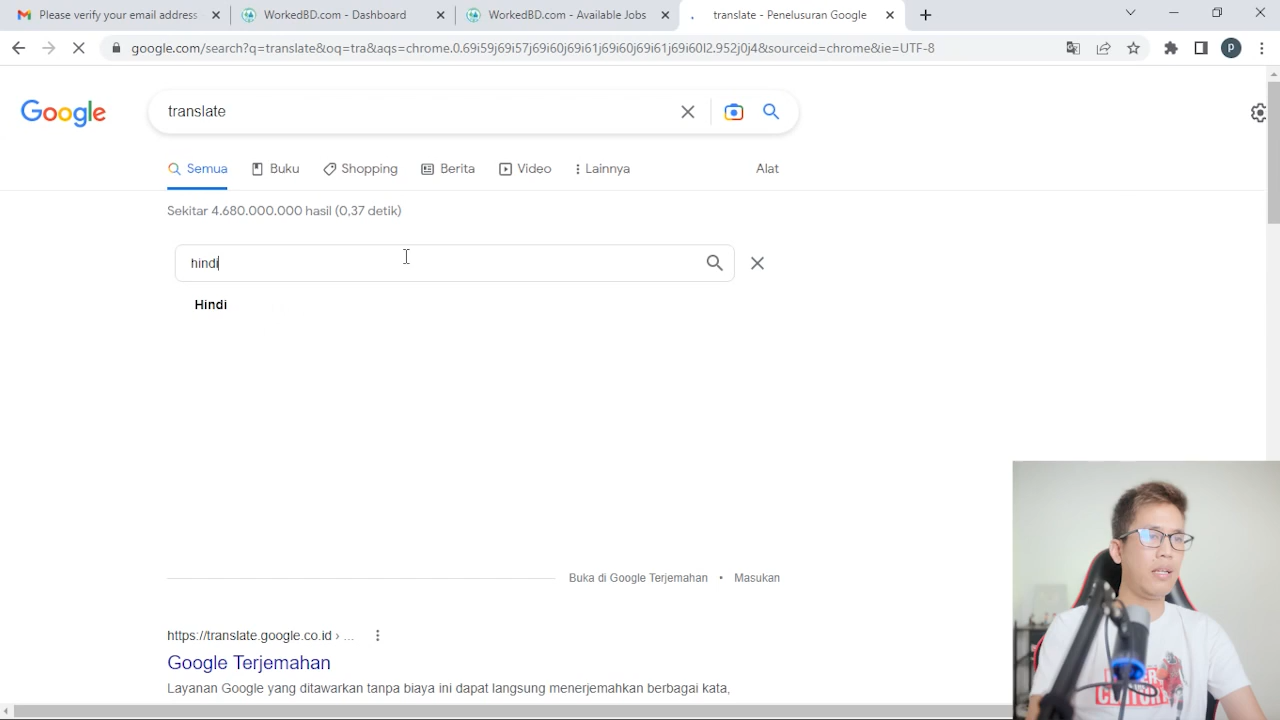 Please verify your email address
WorkedBD.com - Dashboard
WorkedBD.com - Available Jobs
translate - Penelusuran Google
google.com/search?q=translate&oq=tra&aqs=chrome.0.69i59j69i57j69i60j69i61j69i60j69i61j69i60l2.952j0j4&sourceid=chrome&ie=UTF-8
P
Google
translate
Semua
Buku
Shopping
Berita
Video
Lainnya
Alat
Sekitar 4.680.000.000 hasil (0,37 detik)
hindi
Hindi
Buka di Google Terjemahan • Masukan
https://translate.google.co.id › ...
Google Terjemahan
Layanan Google yang ditawarkan tanpa biaya ini dapat langsung menerjemahkan berbagai kata,